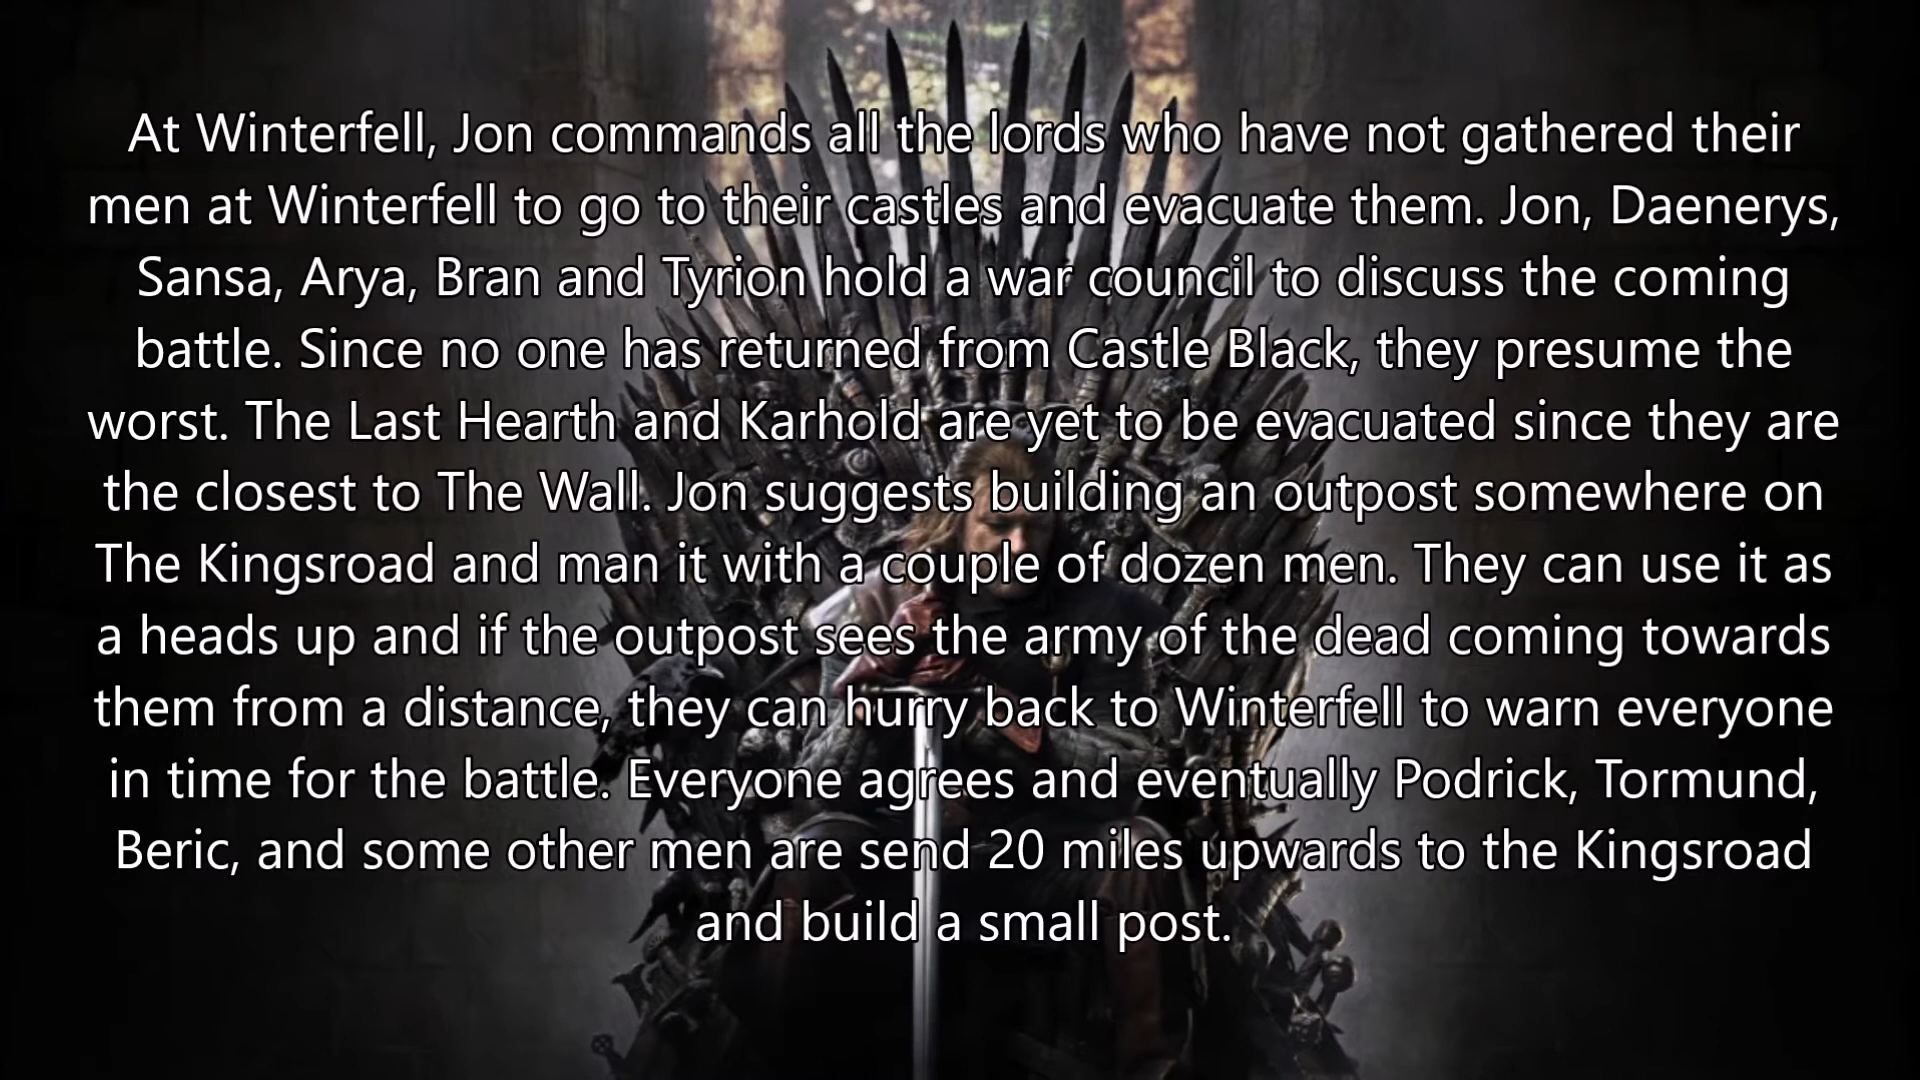 At Winterfell, Jon commands all the lords who have not gathered their
men at Winterfell to go to their castles and evacuate them. Jon, Daenerys,
Sansa, Arya, Bran and Tyrion hold a war council to discuss the coming
battle. Since no one has returned from Castle Black, they presume the
worst. The Last Hearth and Karhold are yet to be evacuated since they are
the closest to The Wall. Jon suggests building an outpost somewhere on
The Kingsroad and man it with a couple of dozen men. They can use it as
a heads up and if the outpost sees the army of the dead coming towards
them from a distance, they can hurry back to Winterfell to warn everyone
in time for the battle. Everyone agrees and eventually Podrick, Tormund,
Beric, and some other men are send 20 miles upwards to the Kingsroad
and build a small post.